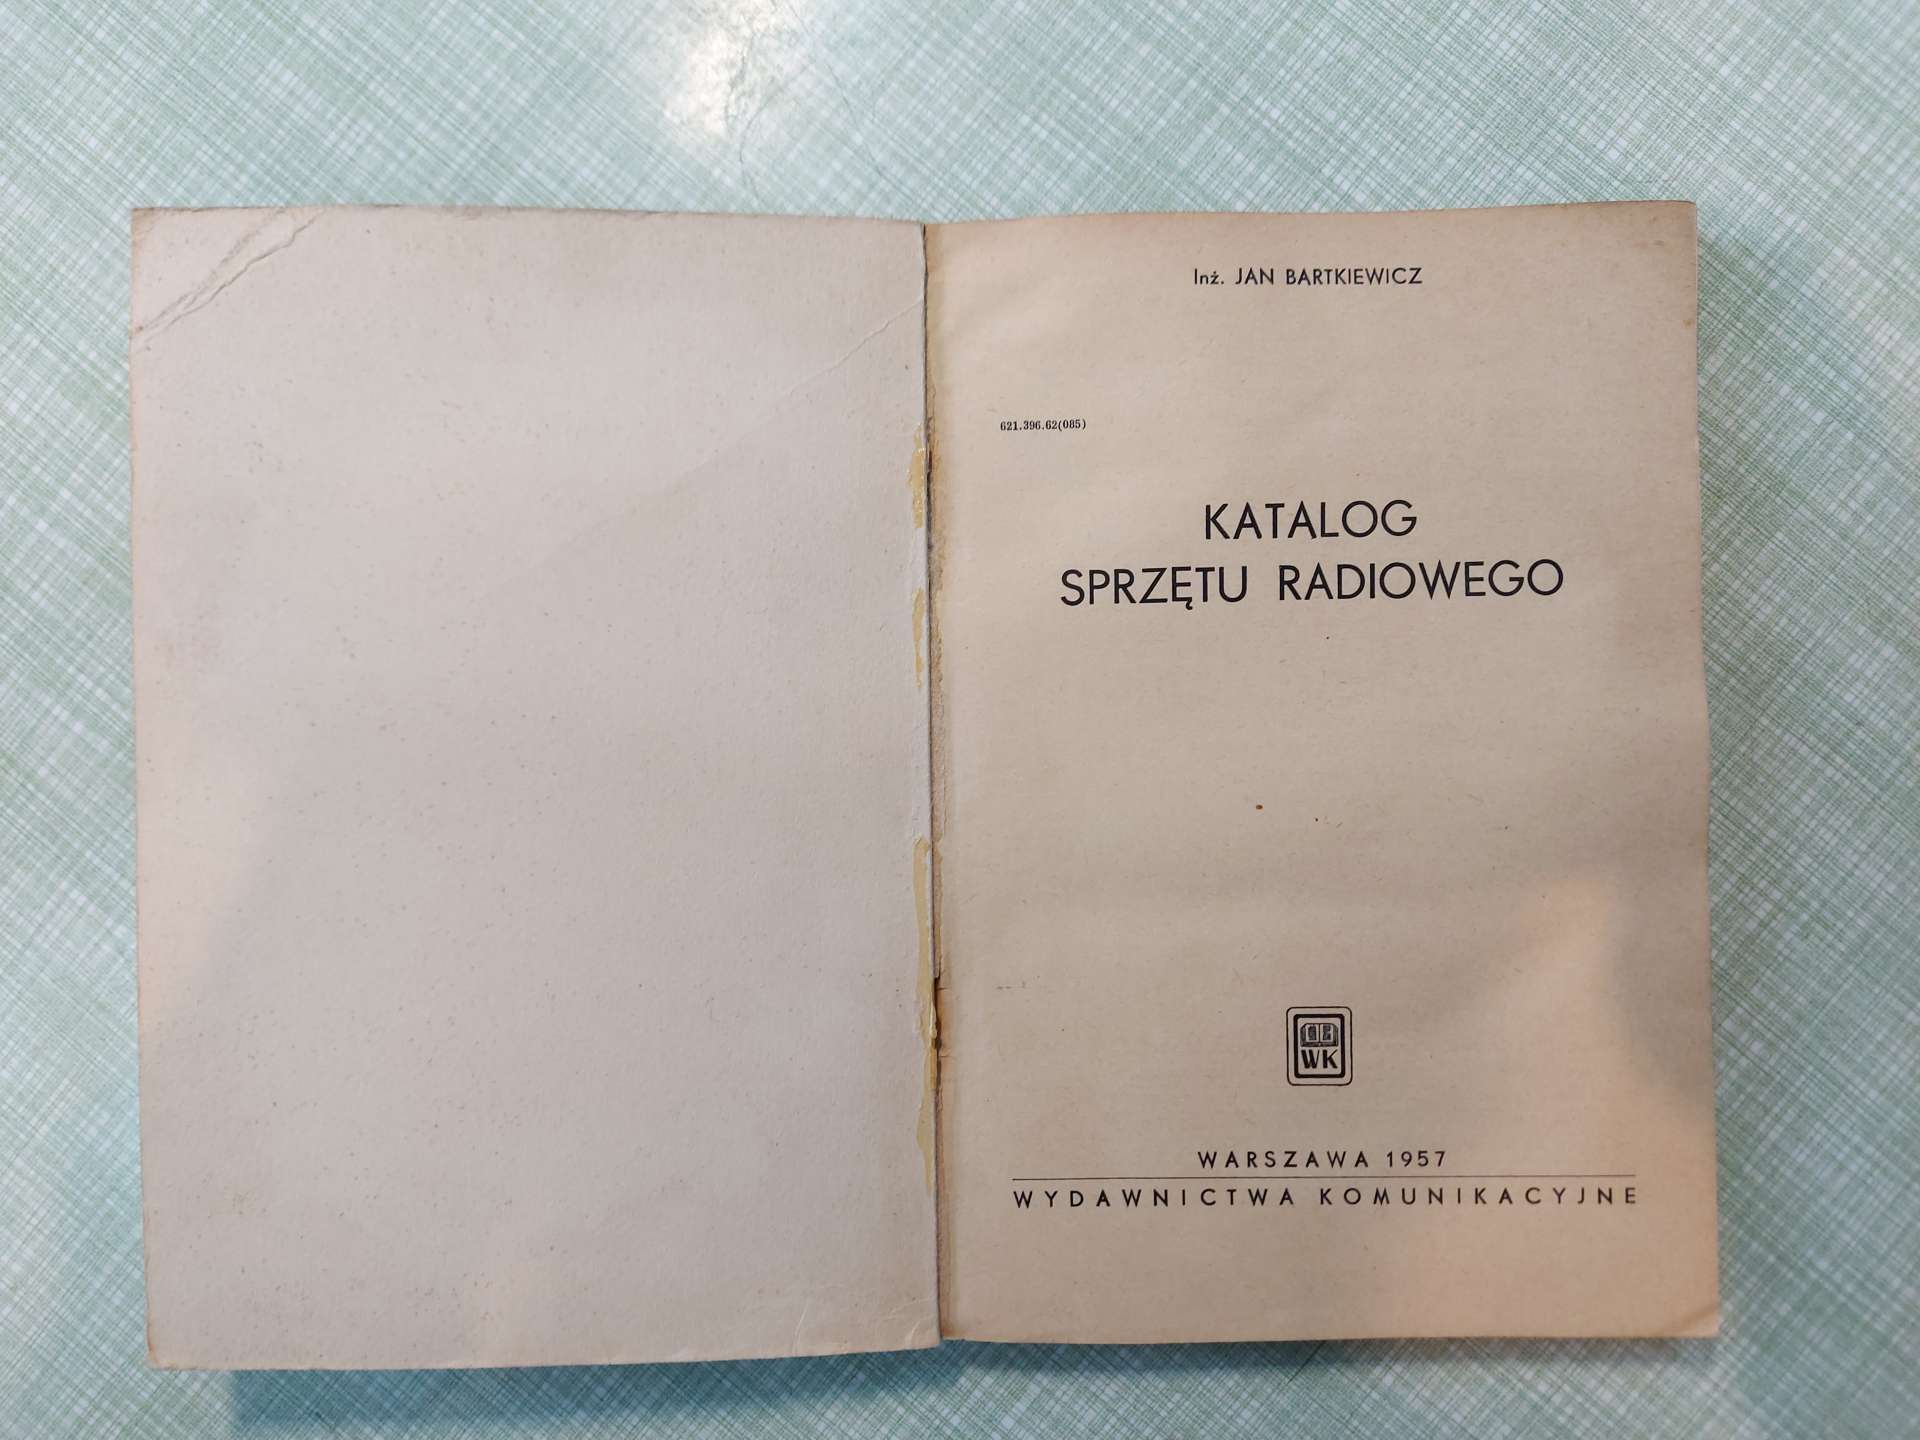 Inż. JAN BARTKIEWICZ
621.396.62(085)
KATALOG
SPRZĘTU RADIOWEGO
WK
WARSZAWA 1957
WYDAWNICTWA KOMUNIKACYJNE